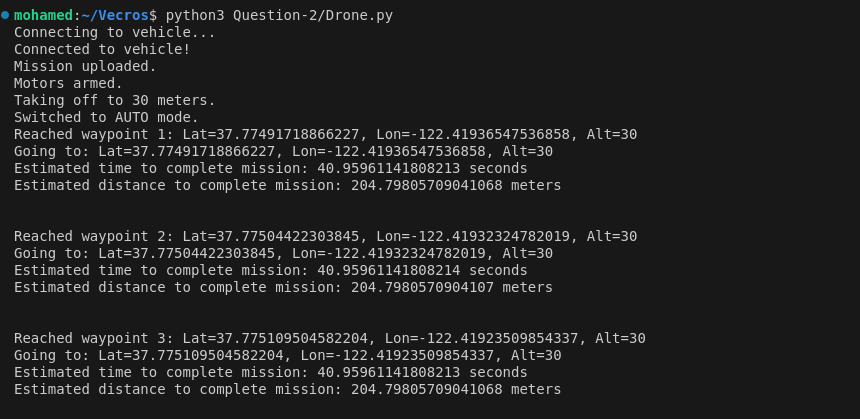 mohamed:~/Vecros$ python3 Question-2/Drone.py
Connecting to vehicle...
Connected to vehicle!
Mission uploaded.
Motors armed.
Taking off to 30 meters.
Switched to AUTO mode.
Reached waypoint 1: Lat=37.77491718866227, Lon=-122.41936547536858, Alt=30
Going to: Lat=37.77491718866227, Lon=-122.41936547536858, Alt=30
Estimated time to complete mission: 40.95961141808213 seconds
Estimated distance to complete mission: 204.79805709041068 meters
Reached waypoint 2: Lat=37.77504422303845, Lon=-122.41932324782019, Alt=30
Going to: Lat=37.77504422303845, Lon=-122.41932324782019, Alt=30
Estimated time to complete mission: 40.95961141808214 seconds
Estimated distance to complete mission: 204.7980570904107 meters
Reached waypoint 3: Lat=37.775109504582204, Lon=-122.41923509854337, Alt=30
Going to: Lat=37.775109504582204, Lon=-122.41923509854337, Alt=30
Estimated time to complete mission: 40.95961141808213 seconds
Estimated distance to complete mission: 204.79805709041068 meters